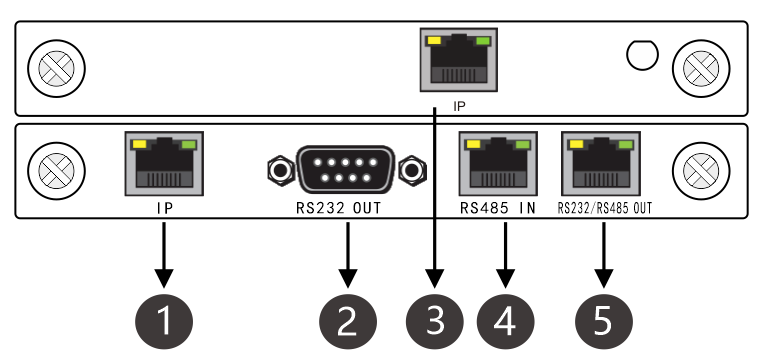 IP
IP RS232 OUT RS485 IN RS232/RS485 OUT
1 2 3 4 5